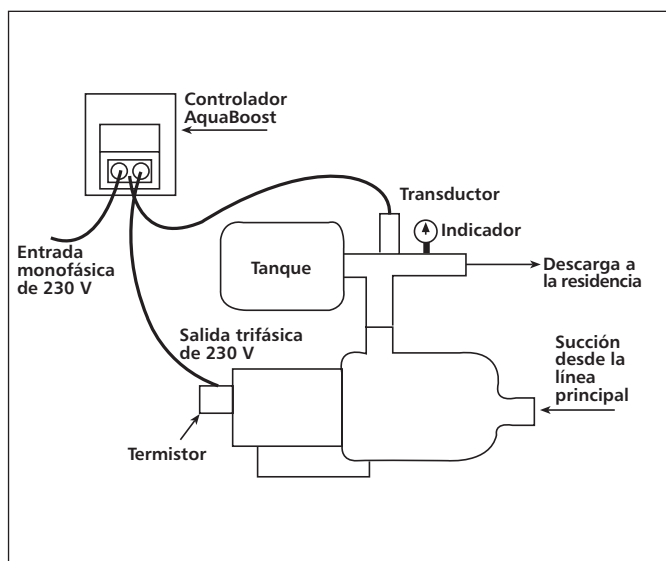 Controlador
AquaBoost
Transductor
Indicador
Entrada
monofásica
de 230 V
Tanque
Descarga a
la residencia
Salida trifásica
de 230 V
Succión
desde la
línea
principal
Termistor